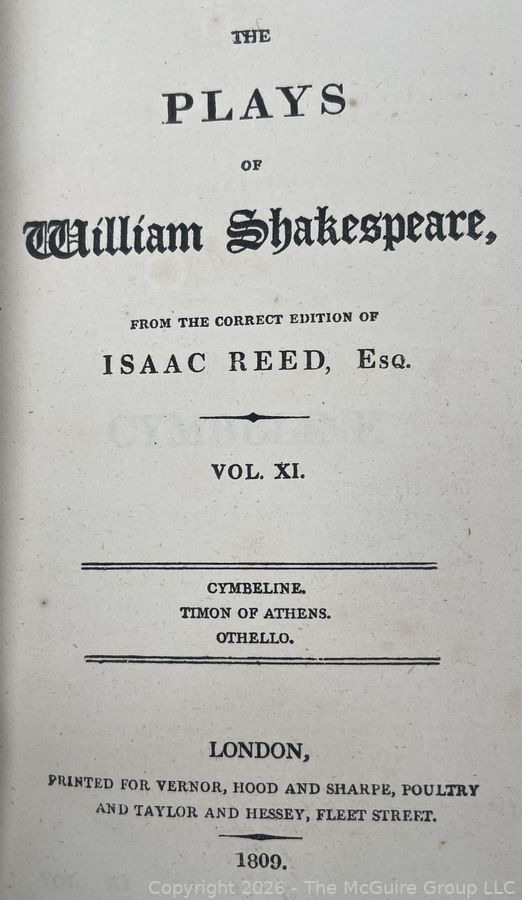 THE
PLAYS
OF
William Shakespeare,
FROM THE CORRECT EDITION OF
ISAAC REED, Esq.
VOL. XI.
CYMBELINE.
TIMON OF ATHENS.
OTHELLO.
LONDON,
PRINTED FOR VERNOR, HOOD AND SHARPE, POULTRY
AND TAYLOR AND HESSEY, FLEET STREET.
1809.
Copyright 2026 - The McGuire Group LLC